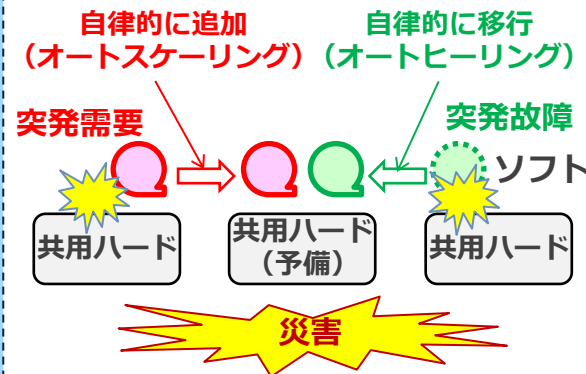 自律的に追加
（オートスケーリング）
自律的に移行
（オートヒーリング）
突発需要
突発故障
ソフト
共用ハード
共用ハード
（予備）
共用ハード
災害